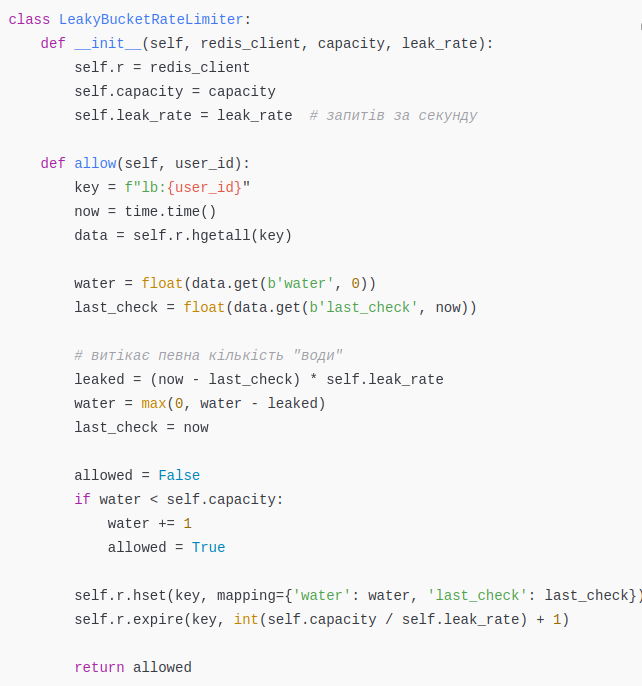 class LeakyBucketRateLimiter:
    def __init__(self, redis_client, capacity, leak_rate):
        self.r = redis_client
        self.capacity = capacity
        self.leak_rate = leak_rate  # запитів за секунду

    def allow(self, user_id):
        key = f"lb:{user_id}"
        now = time.time()
        data = self.r.hgetall(key)

        water = float(data.get(b'water', 0))
        last_check = float(data.get(b'last_check', now))

        # витікає певна кількість "води"
        leaked = (now - last_check) * self.leak_rate
        water = max(0, water - leaked)
        last_check = now

        allowed = False
        if water < self.capacity:
            water += 1
            allowed = True

        self.r.hset(key, mapping={'water': water, 'last_check': last_check})
        self.r.expire(key, int(self.capacity / self.leak_rate) + 1)

        return allowed